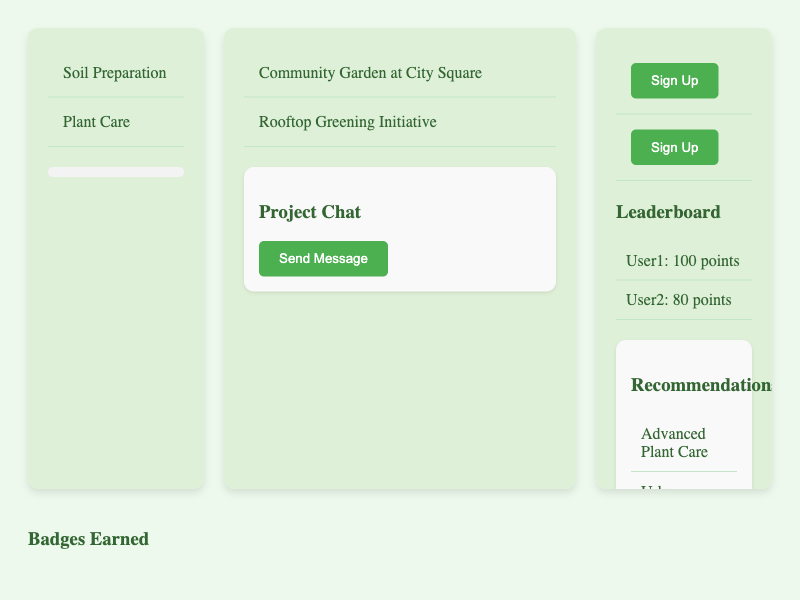 Soil Preparation
Plant Care
Community Garden at City Square
Rooftop Greening Initiative
Project Chat
Send Message
Sign Up
Sign Up
Leaderboard
User1: 100 points
User2: 80 points
Recommendation
Advanced
Plant Care
Badges Earned